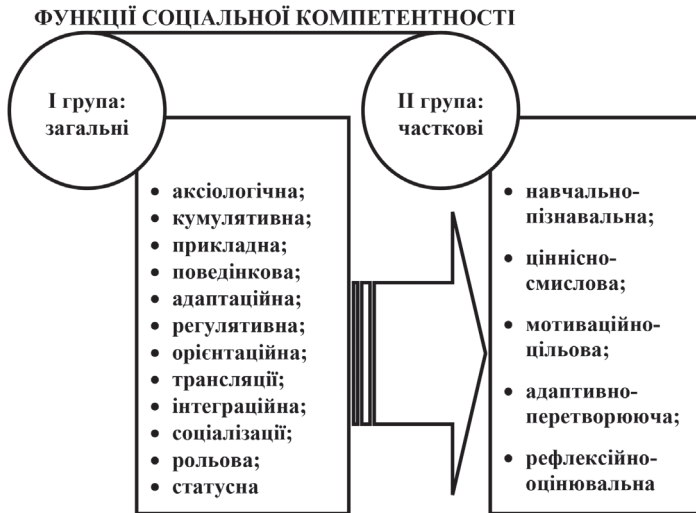 ФУНКЦІЇ СОЦІАЛЬНОЇ КОМПЕТЕНТНОСТІ
І група:
загальні
• аксіологічна;
• кумулятивна;
• прикладна;
• поведінкова;
• адаптаційна;
• регулятивна;
• орієнтаційна;
• трансляції;
• інтеграційна;
• соціалізації;
• рольова;
• статусна
ІІ група:
часткові
• навчально-
пізнавальна;
• ціннісно-
смислова;
• мотиваційно-
цільова;
• адаптивно-
перетворююча;
• рефлексійно-
оцінювальна